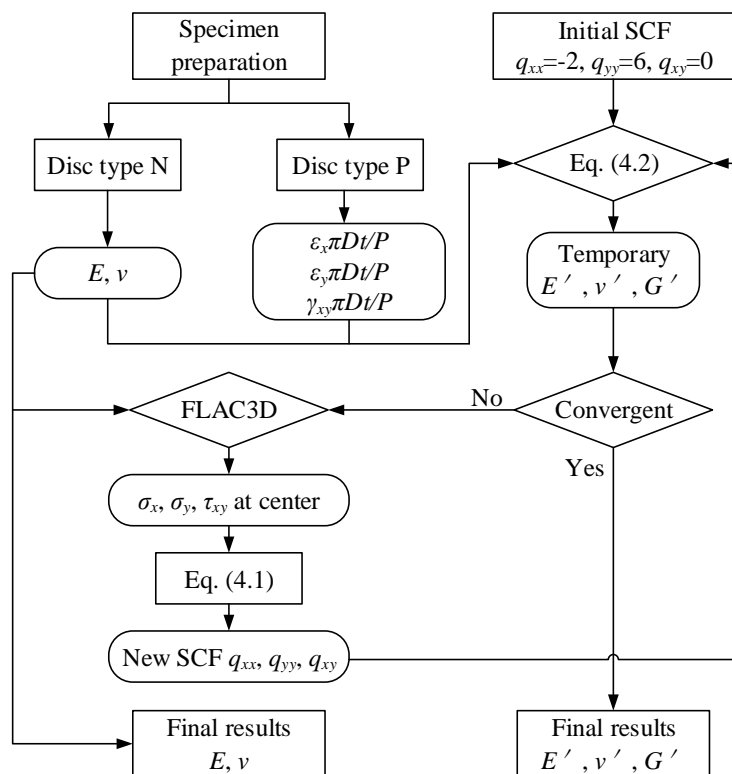 Specimen
preparation
Initial SCF
q_xx=-2, q_yy=6, q_xy=0
Disc type N
Disc type P
Eq. (4.2)
E, ν
ε_xπDt/P
ε_yπDt/P
γ_xyπDt/P
Temporary
E′ , ν′ , G′
FLAC3D
No
Convergent
Yes
σ_x, σ_y, τ_xy at center
Eq. (4.1)
New SCF q_xx, q_yy, q_xy
Final results
E, ν
Final results
E′ , ν′ , G′